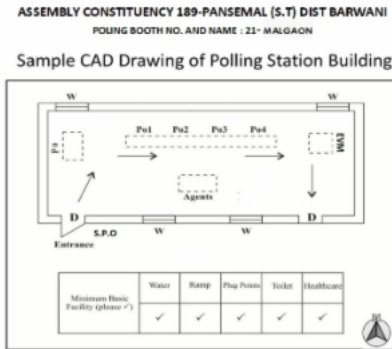 ASSEMBLY CONSTITUENCY 189-PANSEMAL (S.T) DIST BARWANI
POLING BOOTH NO. AND NAME : 21- MALGAON
Sample CAD Drawing of Polling Station Building
W W
Po1 Po2 Po3 Po4
Po
EVM
Agents
D D
S.P.O
Entrance
W W
Minimum Basic Facility (please ✓) Water Ramp Plug Points Toilet Healthcare
✓ ✓ ✓ ✓ ✓